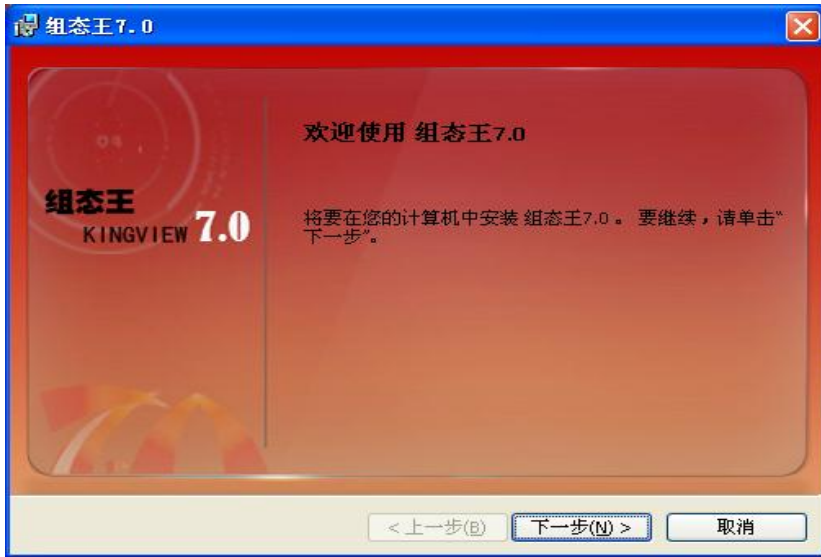 组态王7.0
欢迎使用 组态王7.0
组态王
KINGVIEW 7.0
将要在您的计算机中安装 组态王7.0 。 要继续，请单击“
下一步”。
< 上一步(B)
下一步(N) >
取消